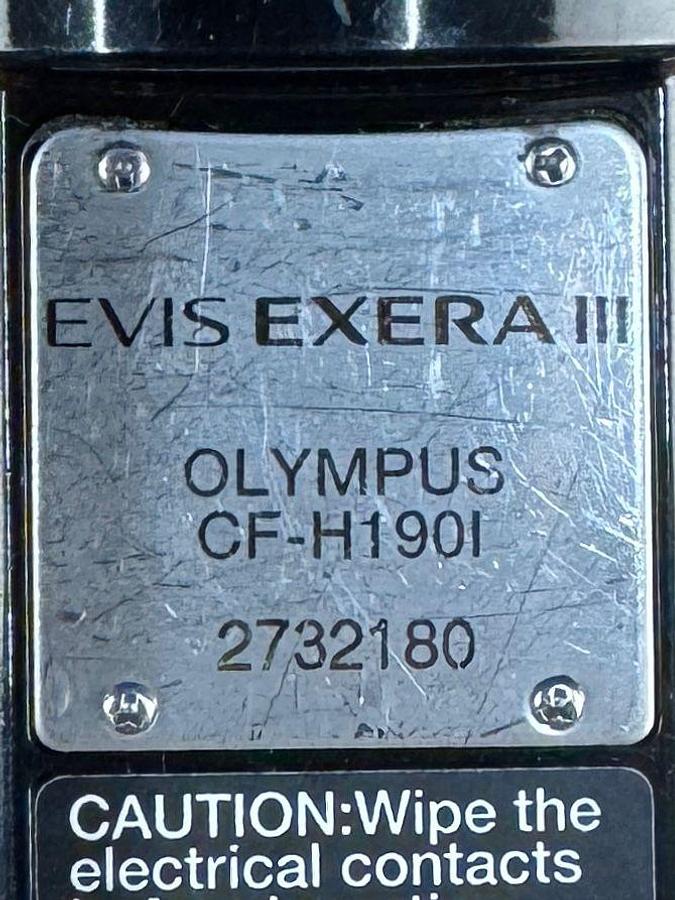 EVIS EXERA III
OLYMPUS
CF-H190I
2732180
CAUTION:Wipe the
electrical contacts